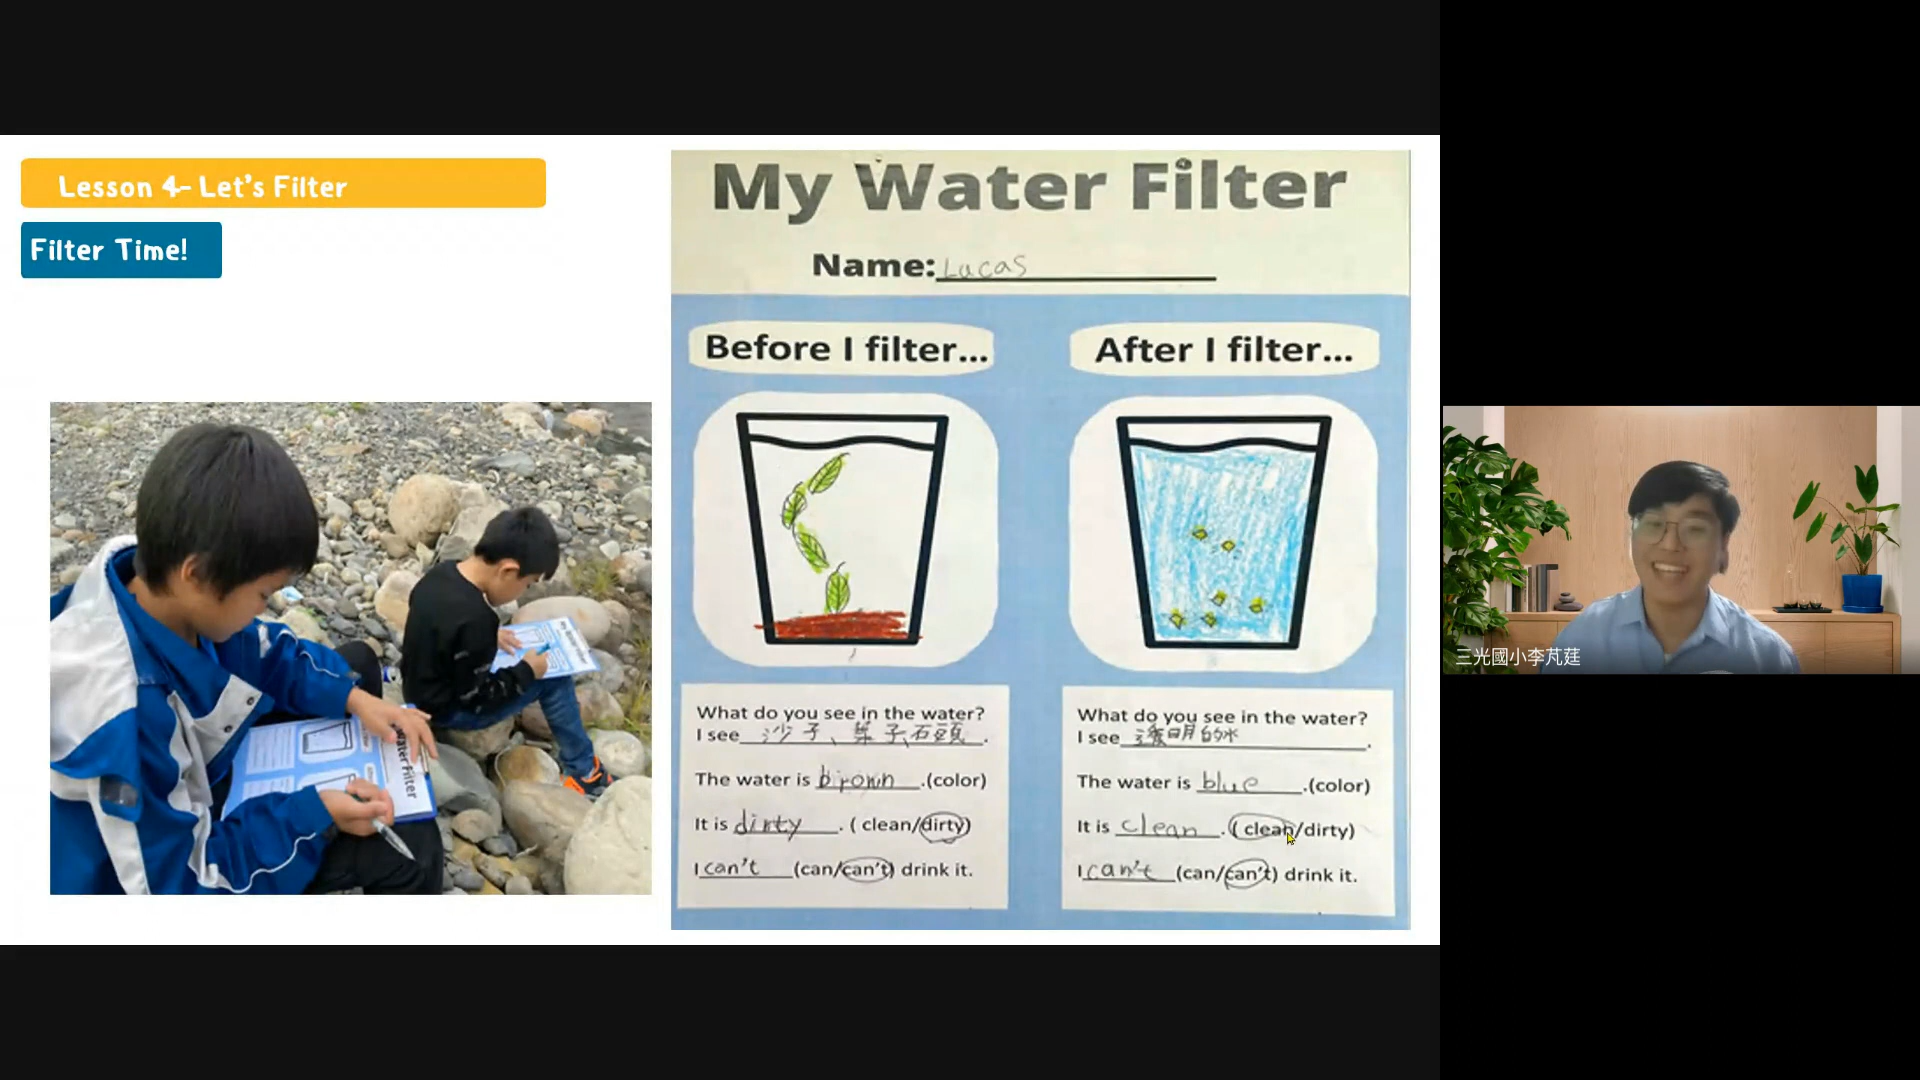 Lesson 4- Let's Filter
Filter Time!
My Water Filter
Name: Lucas
Before I filter...
What do you see in the water?
I see 沙子、葉子、石頭.
The water is brown.(color)
It is dirty. (clean/dirty)
I can't (can/can't) drink it.
After I filter...
What do you see in the water?
I see 透明的水.
The water is blue.(color)
It is clean. (clean/dirty)
I can't (can/can't) drink it.
Water Filter
三光國小李芃莛